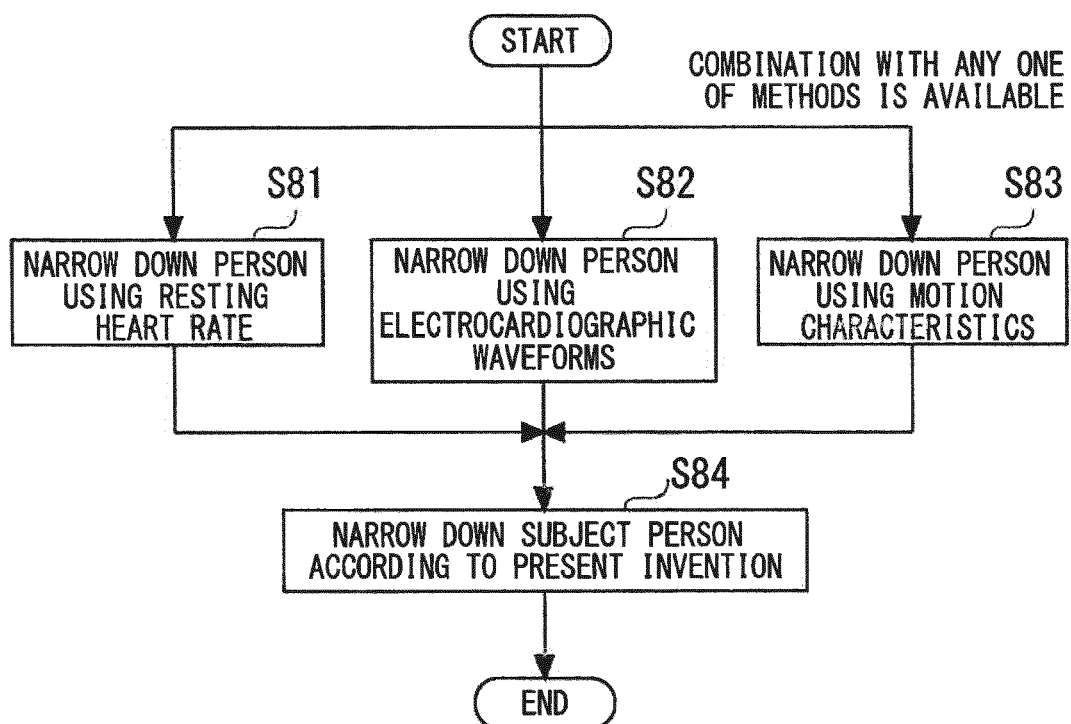 START
COMBINATION WITH ANY ONE
OF METHODS IS AVAILABLE
S81
NARROW DOWN PERSON
USING RESTING
HEART RATE
S82
NARROW DOWN PERSON
USING
ELECTROCARDIOGRAPHIC
WAVEFORMS
S83
NARROW DOWN PERSON
USING MOTION
CHARACTERISTICS
S84
NARROW DOWN SUBJECT PERSON
ACCORDING TO PRESENT INVENTION
END